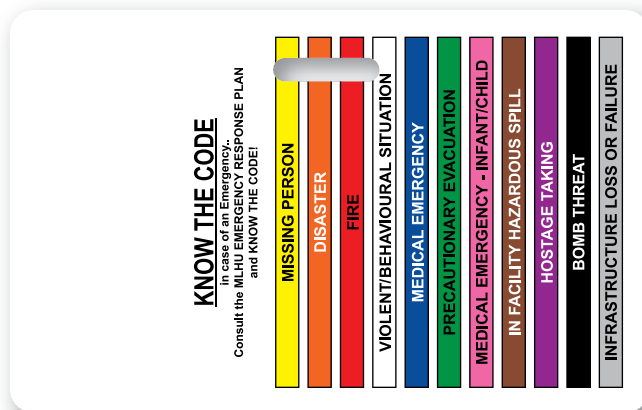 KNOW THE CODE
in case of an Emergency..
Consult the MLHU EMERGENCY RESPONSE PLAN
and KNOW THE CODE!
MISSING PERSON
DISASTER
FIRE
VIOLENT/BEHAVIOURAL SITUATION
MEDICAL EMERGENCY
PRECAUTIONARY EVACUATION
MEDICAL EMERGENCY - INFANT/CHILD
IN FACILITY HAZARDOUS SPILL
HOSTAGE TAKING
BOMB THREAT
INFRASTRUCTURE LOSS OR FAILURE